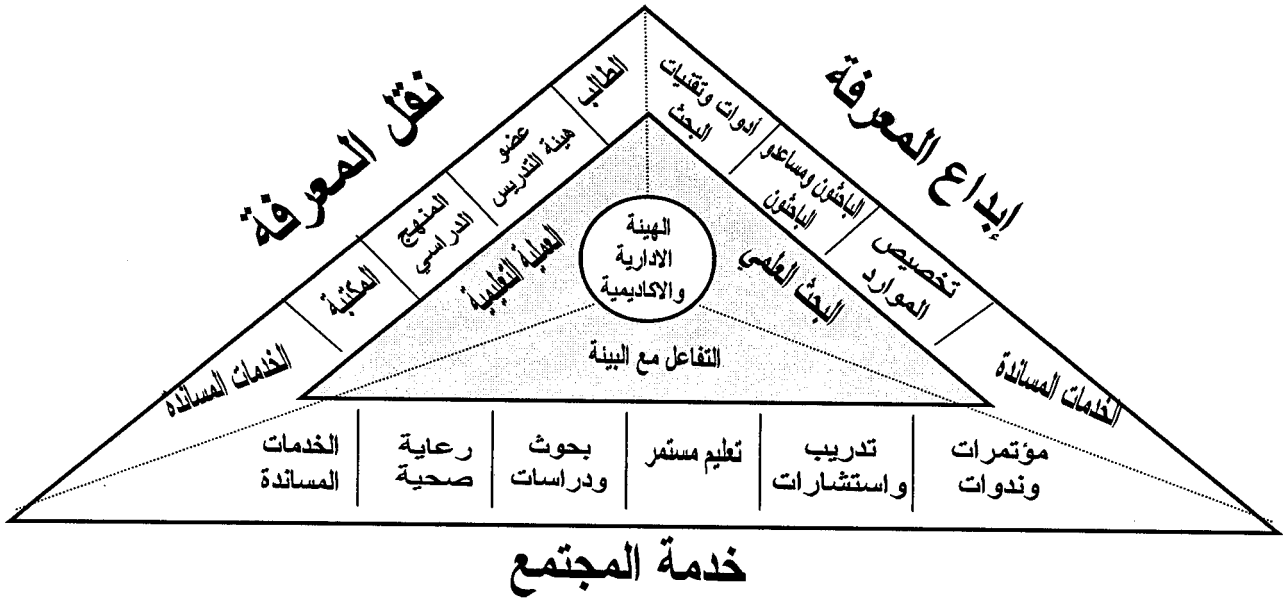 إبداع المعرفة
نقل المعرفة
أدوات وتقنيات
البحث
الباحثون ومساعدو
الباحثون
تخصيص
الموارد
الخدمات المساندة
الطالب
عضو
هيئة التدريس
المنهج
الدراسي
المكتبة
الخدمات المساندة
البحث العلمي
العملية التعليمية
الهيئة
الادارية
والاكاديمية
التفاعل مع البيئة
مؤتمرات
وندوات
تدريب
واستشارات
تعليم مستمر
بحوث
ودراسات
رعاية
صحية
الخدمات
المساندة
خدمة المجتمع